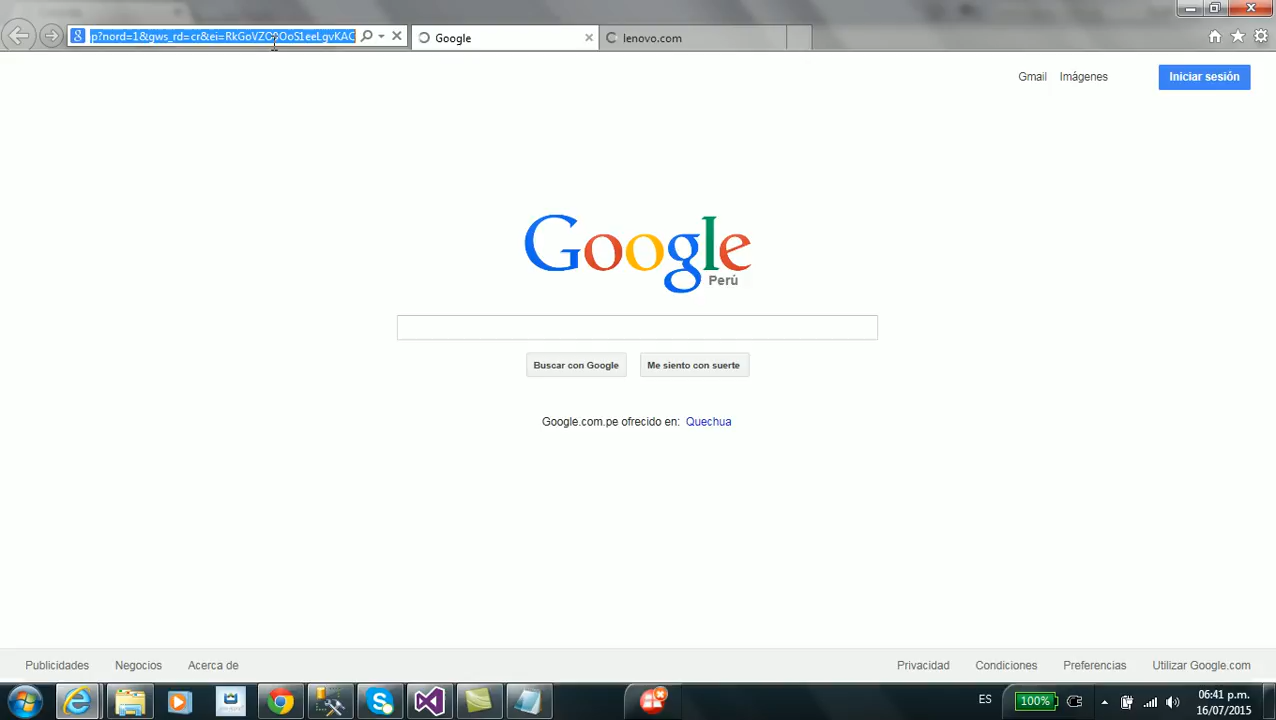 p?nord=1&gws_rd=cr&ei=RkGoVZC9OoS1eeLgvKAC
Google
lenovo.com
Gmail
Imágenes
Iniciar sesión
Google
Perú
Buscar con Google
Me siento con suerte
Google.com.pe ofrecido en: Quechua
Publicidades
Negocios
Acerca de
Privacidad
Condiciones
Preferencias
Utilizar Google.com
ES
100%
06:41 p.m.
16/07/2015